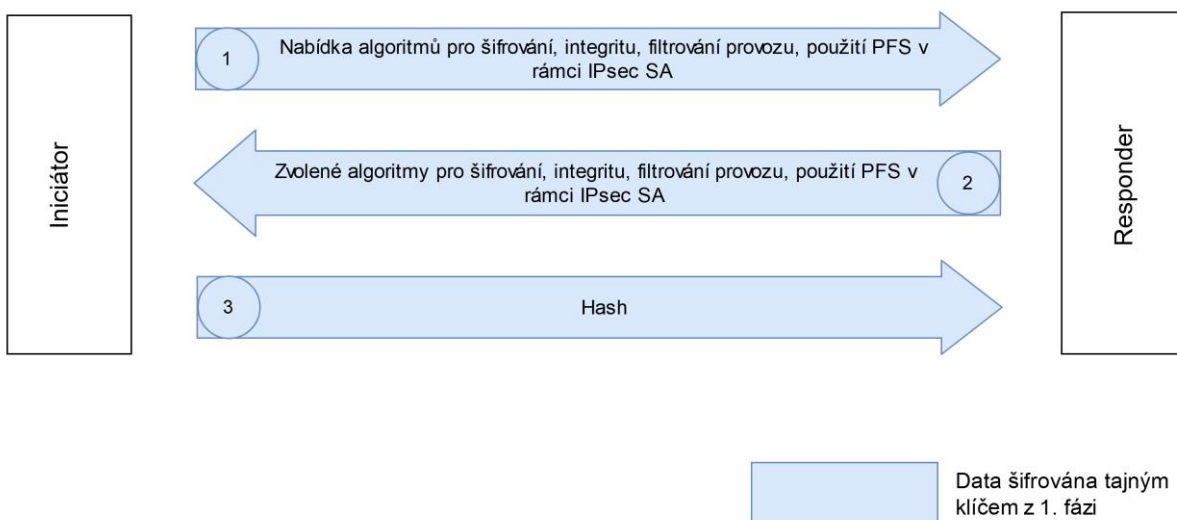 Iniciátor
1
Nabídka algoritmů pro šifrování, integritu, filtrování provozu, použití PFS v
rámci IPsec SA
Zvolené algoritmy pro šifrování, integritu, filtrování provozu, použití PFS v
rámci IPsec SA
2
3
Hash
Responder
Data šifrována tajným
klíčem z 1. fázi